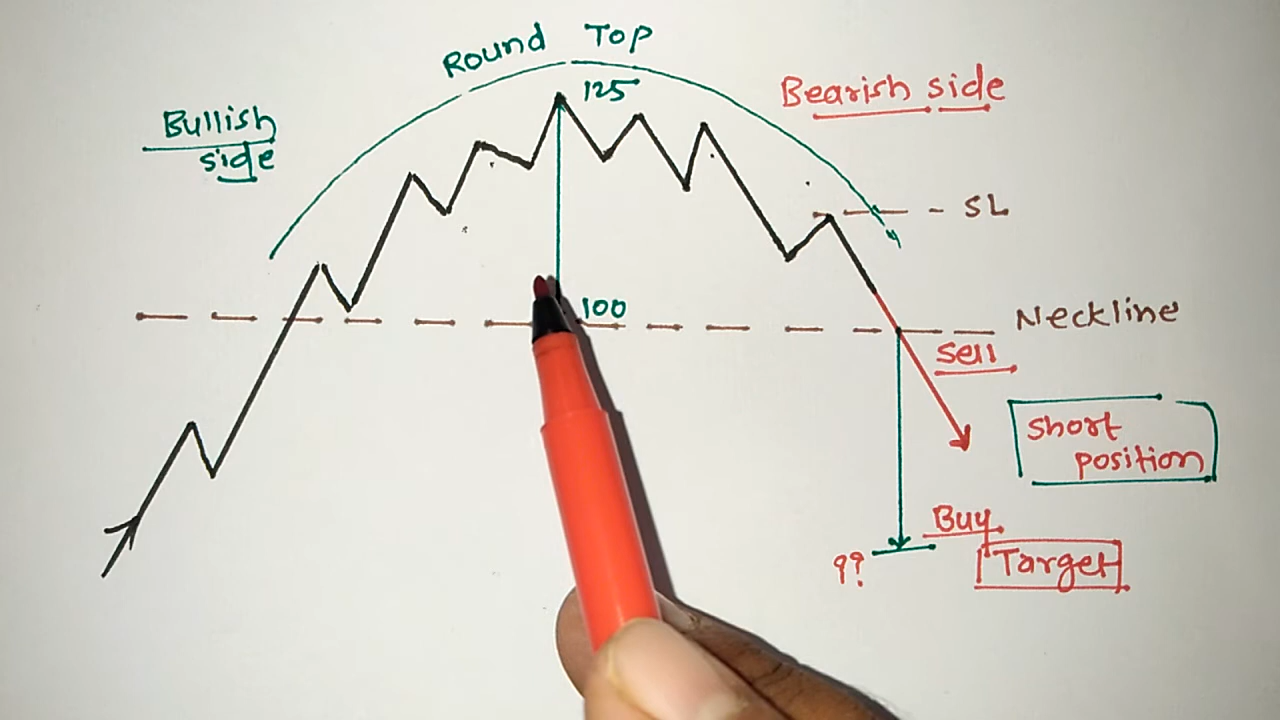 Round Top
125
Bearish side
Bullish
side
SL
100
Neckline
Sell
Short
position
Buy
??
Target